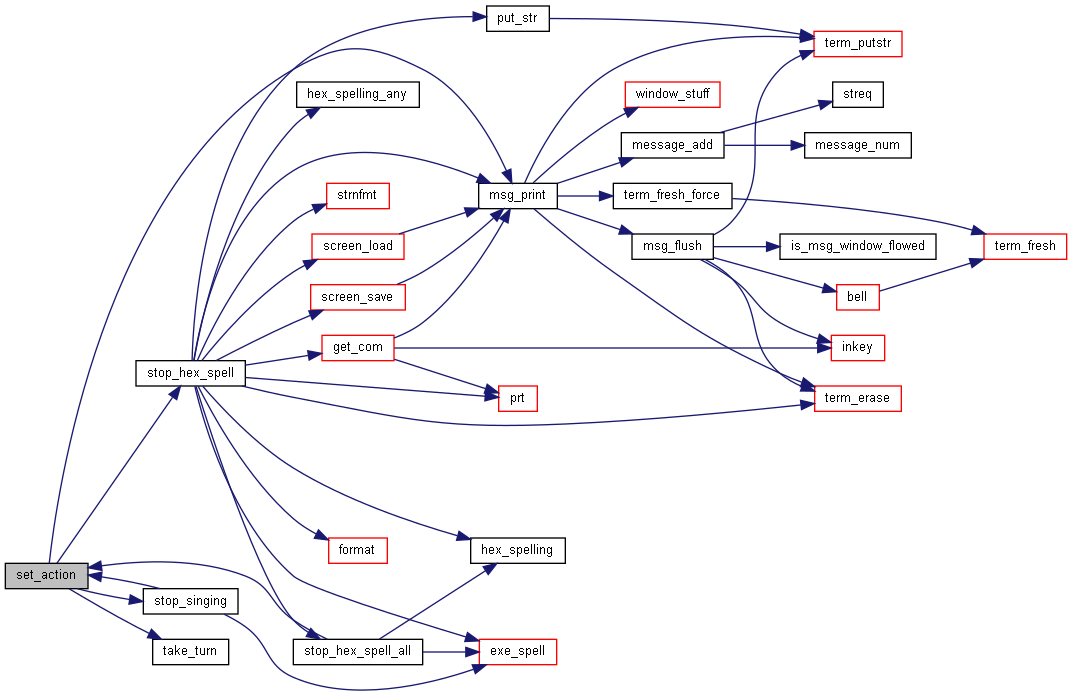 put_str
term_putstr
hex_spelling_any
window_stuff
streq
message_add
message_num
strnfmt
msg_print
term_fresh_force
screen_load
msg_flush
is_msg_window_flowed
term_fresh
screen_save
bell
get_com
inkey
stop_hex_spell
prt
term_erase
format
hex_spelling
set_action
stop_singing
take_turn
stop_hex_spell_all
exe_spell